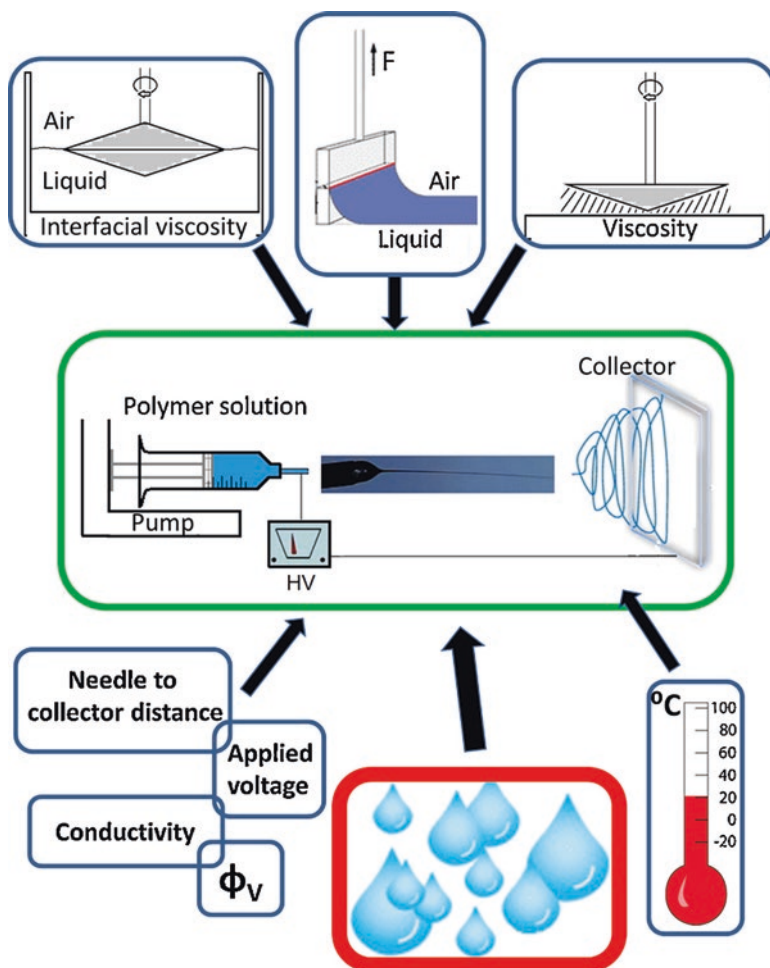 Air
Liquid
Interfacial viscosity
F
Air
Liquid
Viscosity
Collector
Polymer solution
Pump
HV
Needle to
collector distance
Applied
voltage
Conductivity
ϕV
ºC
100
80
60
40
20
0
-20